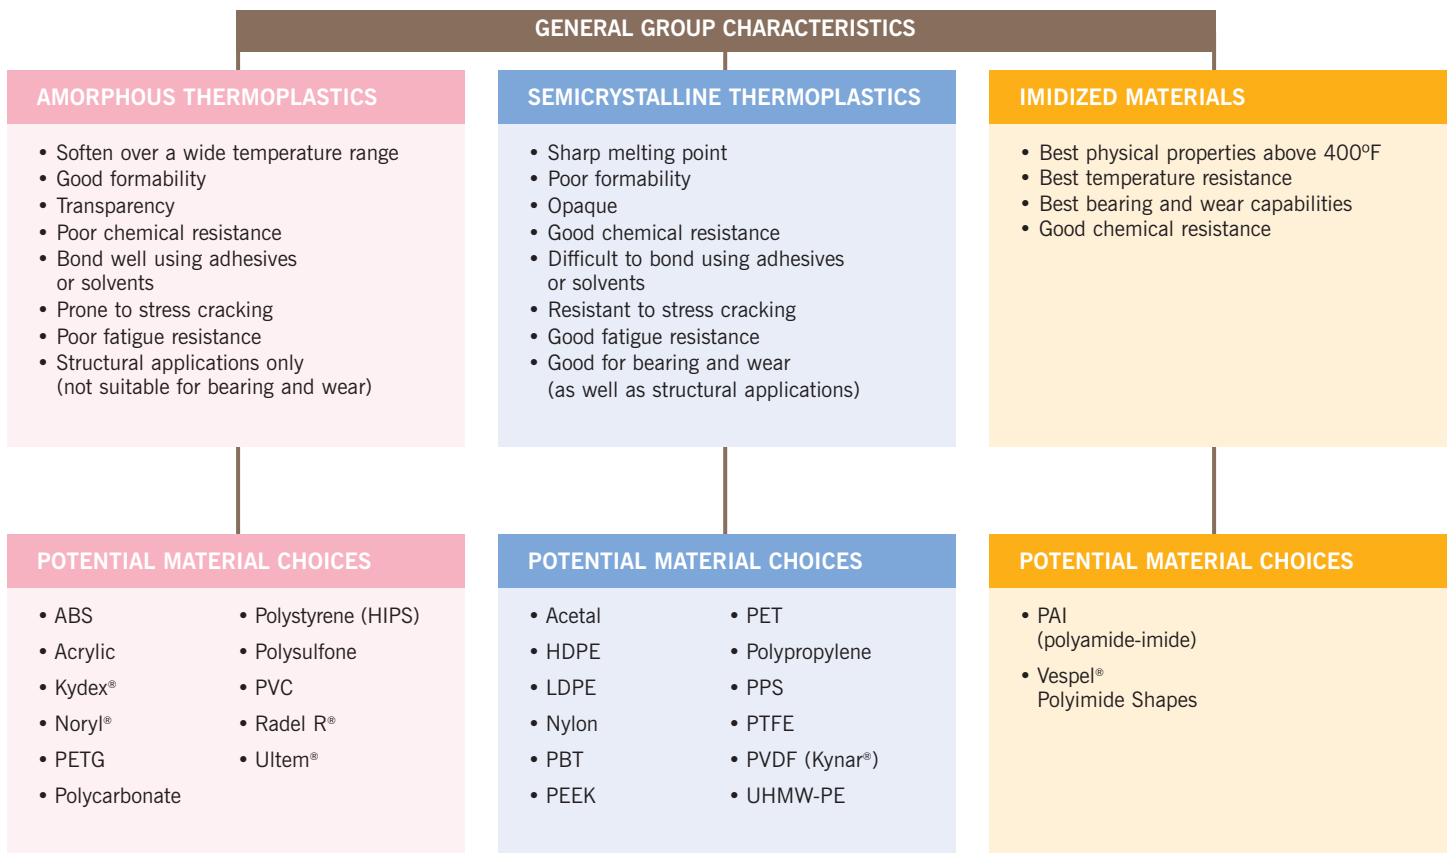 GENERAL GROUP CHARACTERISTICS
AMORPHOUS THERMOPLASTICS
• Soften over a wide temperature range
• Good formability
• Transparency
• Poor chemical resistance
• Bond well using adhesives
or solvents
• Prone to stress cracking
• Poor fatigue resistance
• Structural applications only
(not suitable for bearing and wear)
SEMICRYSTALLINE THERMOPLASTICS
• Sharp melting point
• Poor formability
• Opaque
• Good chemical resistance
• Difficult to bond using adhesives
or solvents
• Resistant to stress cracking
• Good fatigue resistance
• Good for bearing and wear
(as well as structural applications)
IMIDIZED MATERIALS
• Best physical properties above 400ºF
• Best temperature resistance
• Best bearing and wear capabilities
• Good chemical resistance
POTENTIAL MATERIAL CHOICES
• ABS
• Acrylic
• Kydex®
• Noryl®
• PETG
• Polycarbonate
• Polystyrene (HIPS)
• Polysulfone
• PVC
• Radel R®
• Ultem®
POTENTIAL MATERIAL CHOICES
• Acetal
• HDPE
• LDPE
• Nylon
• PBT
• PEEK
• PET
• Polypropylene
• PPS
• PTFE
• PVDF (Kynar®)
• UHMW-PE
POTENTIAL MATERIAL CHOICES
• PAI
(polyamide-imide)
• Vespel®
Polyimide Shapes